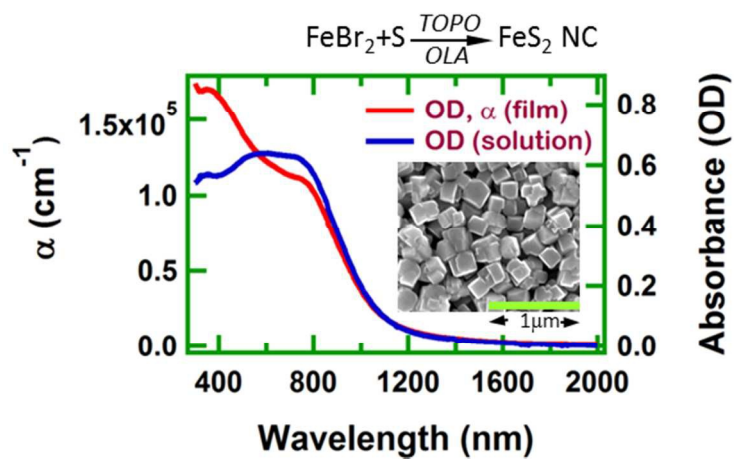 TOPO
FeBr₂+S → FeS₂ NC
OLA
OD, α (film)
OD (solution)
1.5x10⁵
1.0
0.5
0.0
α (cm⁻¹)
0.8
0.6
0.4
0.2
0.0
Absorbance (OD)
1μm
400 800 1200 1600 2000
Wavelength (nm)